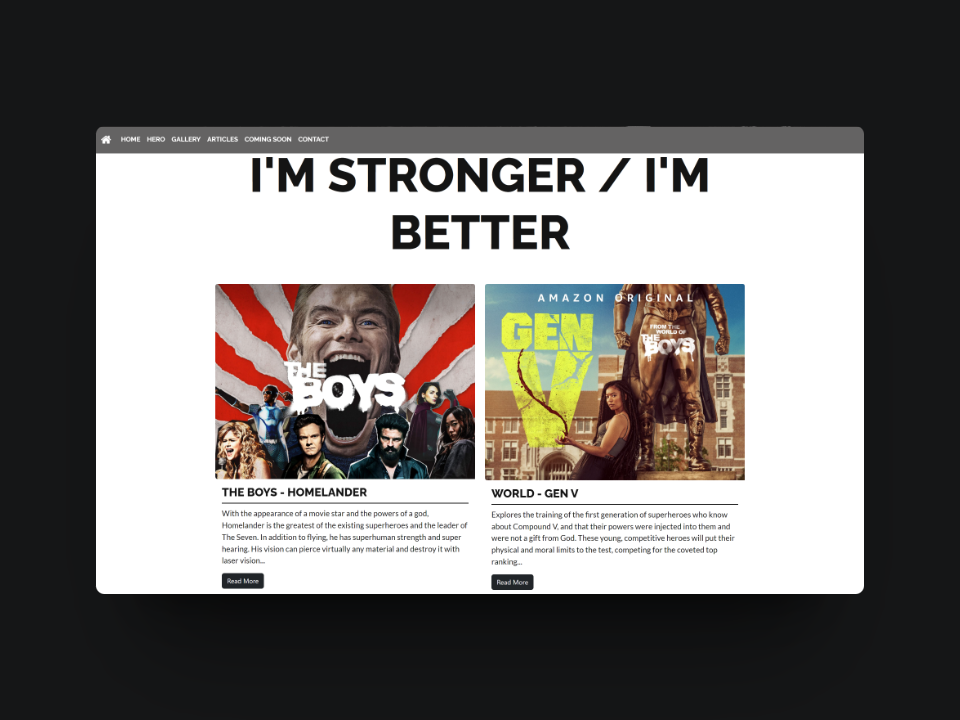 HOME HERO GALLERY ARTICLES COMING SOON CONTACT
I'M STRONGER / I'M
BETTER
THE
BOYS
AMAZON ORIGINAL
GEN
V
FROM THE
WORLD OF
THE
BOYS
THE BOYS - HOMELANDER
With the appearance of a movie star and the powers of a god,
Homelander is the greatest of the existing superheroes and the leader of
The Seven. In addition to flying, he has superhuman strength and super
hearing. His vision can pierce virtually any material and destroy it with
laser vision...
Read More
WORLD - GEN V
Explores the training of the first generation of superheroes who know
about Compound V, and that their powers were injected into them and
were not a gift from God. These young, competitive heroes will put their
physical and moral limits to the test, competing for the coveted top
ranking...
Read More